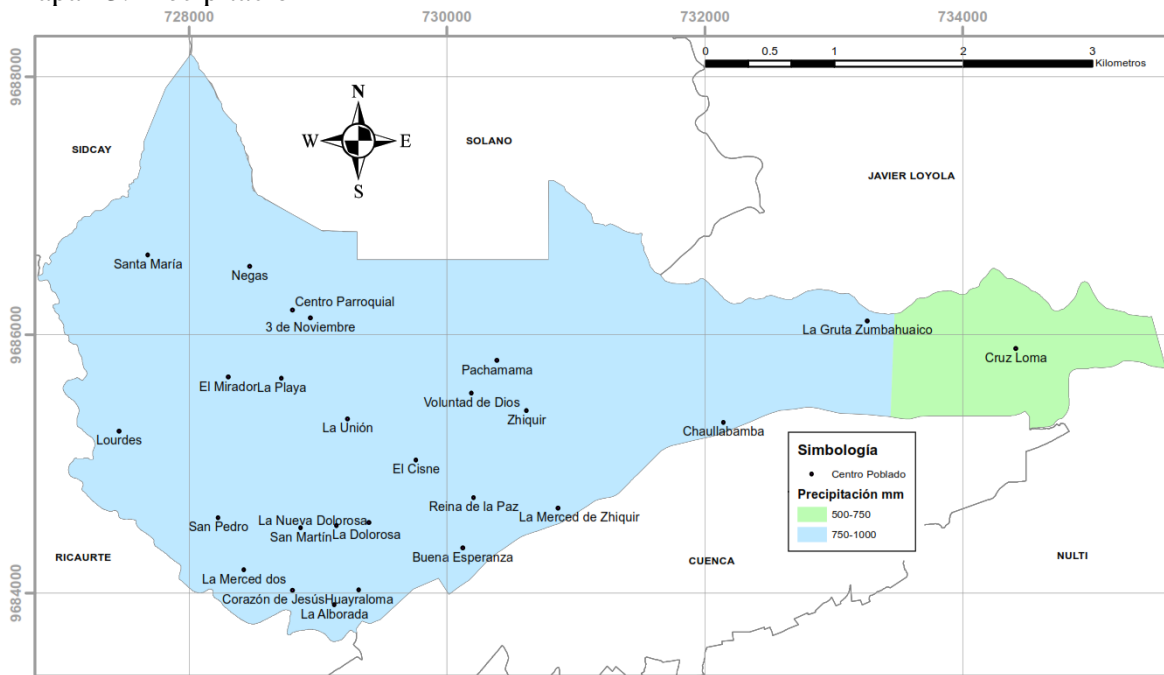 728000
730000
732000
734000
9688000
0
0.5
1
2
3
Kilometros
N
W
E
S
SIDCAY
SOLANO
JAVIER LOYOLA
Santa María
Negas
Centro Parroquial
3 de Noviembre
La Gruta Zumbahuaico
9686000
Cruz Loma
Pachamama
El Mirador
La Playa
Voluntad de Dios
Zhiquir
La Unión
Chaullabamba
Lourdes
Simbología
Centro Poblado
Precipitación mm
500-750
750-1000
El Cisne
Reina de la Paz
La Merced de Zhiquir
San Pedro
La Nueva Dolorosa
San Martín
La Dolorosa
Buena Esperanza
RICAURTE
CUENCA
NULTI
La Merced dos
9684000
Corazón de Jesús
Huayraloma
La Alborada